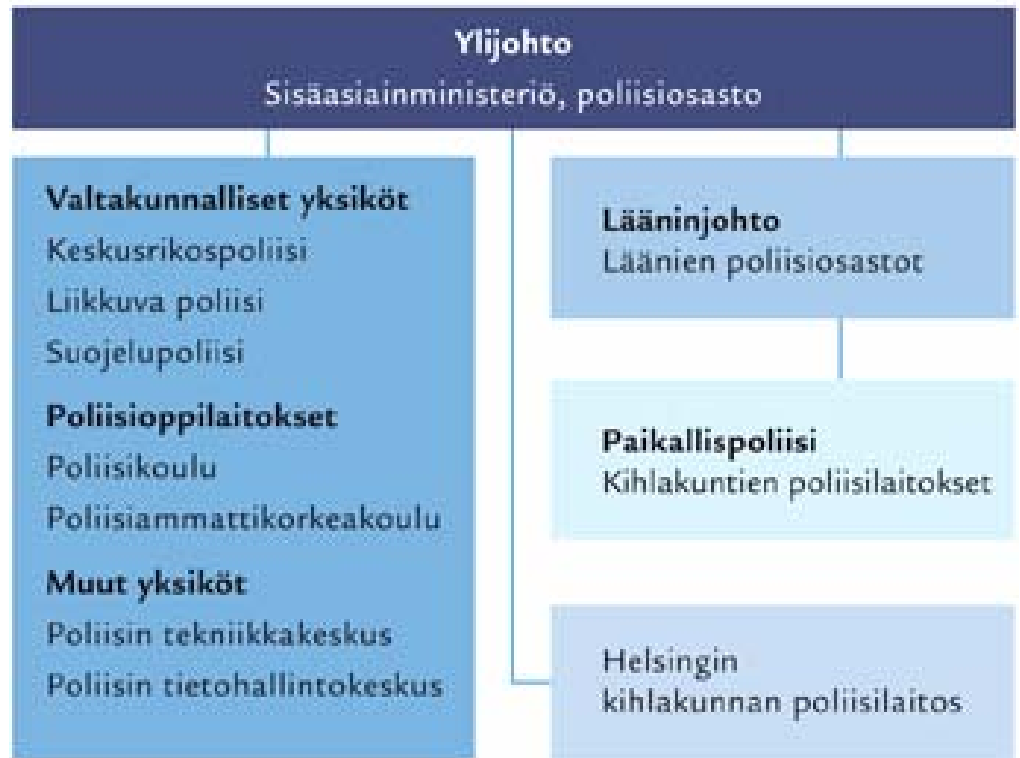 Ylijohto
Sisäasiainministeriö, poliisiosasto
Valtakunnalliset yksiköt
Keskusrikospoliisi
Liikkuva poliisi
Suojelupoliisi
Poliisioppilaitokset
Poliisikoulu
Poliisiammattikorkeakoulu
Muut yksiköt
Poliisin tekniikkakeskus
Poliisin tietohallintokeskus
Lääninjohto
Läänien poliisiosastot
Paikallispoliisi
Kihlakuntien poliisilaitokset
Helsingin
kihlakunnan poliisilaitos